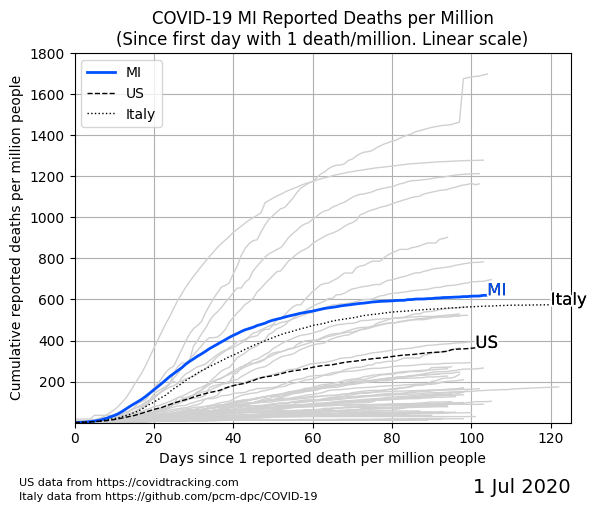 COVID-19 MI Reported Deaths per Million
(Since first day with 1 death/million. Linear scale)
Cumulative reported deaths per million people
1800
1600
1400
1200
1000
800
600
400
200
MI
US
Italy
MI
Italy
US
0 20 40 60 80 100 120
Days since 1 reported death per million people
US data from https://covidtracking.com
Italy data from https://github.com/pcm-dpc/COVID-19
1 Jul 2020